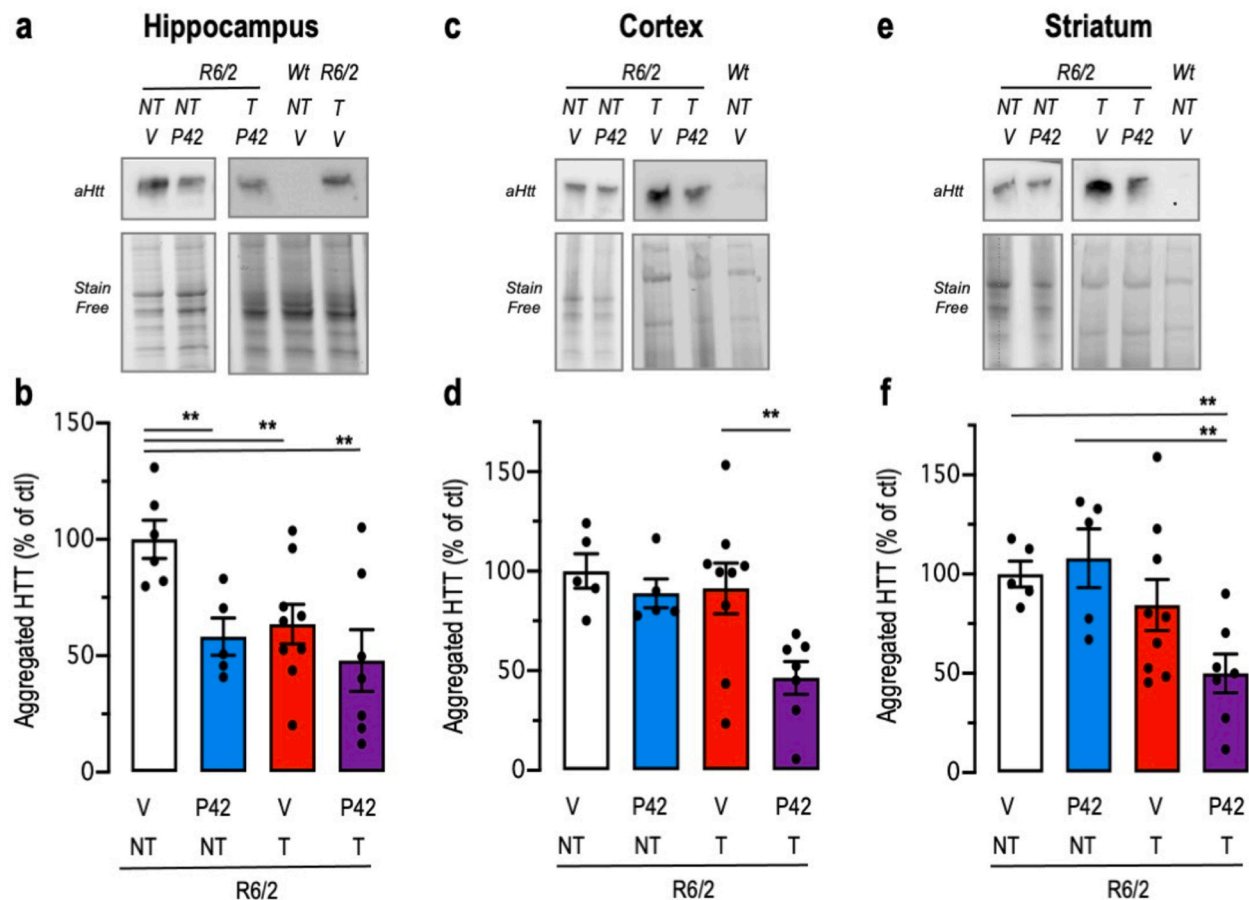 a Hippocampus c Cortex e Striatum
R6/2 Wt R6/2 R6/2 Wt R6/2 Wt
NT NT T NT T NT NT T T NT NT NT T T NT
V P42 P42 V V V P42 V P42 V V P42 V P42 V
aHtt aHtt aHtt
Stain Stain Stain
Free Free Free
b d f
** ** ** ** ** **
Aggregated HTT (% of ctl)
150
100
50
0
V P42 V P42
NT NT T T
R6/2
Aggregated HTT (% of ctl)
150
100
50
0
V P42 V P42
NT NT T T
R6/2
Aggregated HTT (% of ctl)
150
100
50
0
V P42 V P42
NT NT T T
R6/2